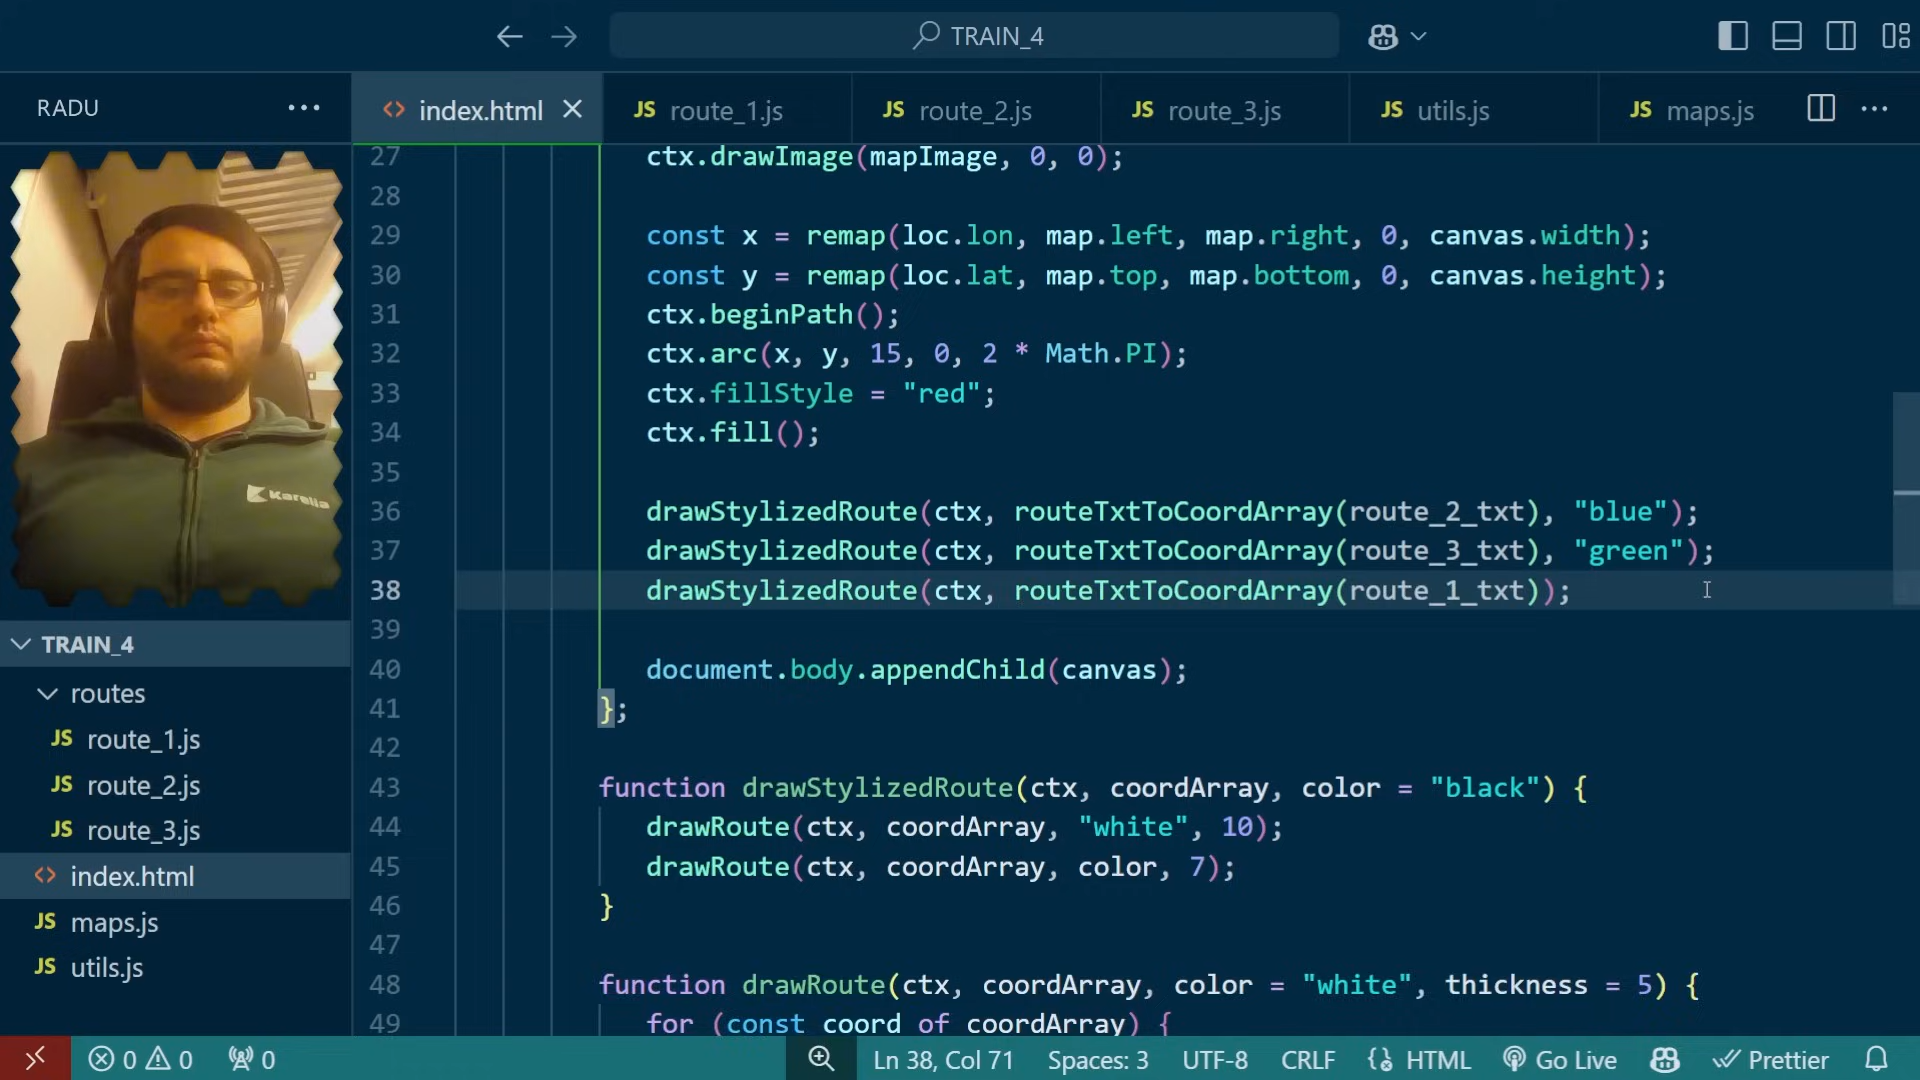 TRAIN_4
RADU
index.html
JS route_1.js
JS route_2.js
JS route_3.js
JS utils.js
JS maps.js
27 ctx.drawImage(mapImage, 0, 0);
28
29 const x = remap(loc.lon, map.left, map.right, 0, canvas.width);
30 const y = remap(loc.lat, map.top, map.bottom, 0, canvas.height);
31 ctx.beginPath();
32 ctx.arc(x, y, 15, 0, 2 * Math.PI);
33 ctx.fillStyle = "red";
34 ctx.fill();
35
36 drawStylizedRoute(ctx, routeTxtToCoordArray(route_2_txt), "blue");
37 drawStylizedRoute(ctx, routeTxtToCoordArray(route_3_txt), "green");
38 drawStylizedRoute(ctx, routeTxtToCoordArray(route_1_txt));
39
40 document.body.appendChild(canvas);
41 };
42
43 function drawStylizedRoute(ctx, coordArray, color = "black") {
44 drawRoute(ctx, coordArray, "white", 10);
45 drawRoute(ctx, coordArray, color, 7);
46 }
47
48 function drawRoute(ctx, coordArray, color = "white", thickness = 5) {
49 for (const coord of coordArray) {
Karelia
TRAIN_4
routes
JS route_1.js
JS route_2.js
JS route_3.js
index.html
JS maps.js
JS utils.js
0 0 0
Ln 38, Col 71
Spaces: 3
UTF-8
CRLF
HTML
Go Live
Prettier